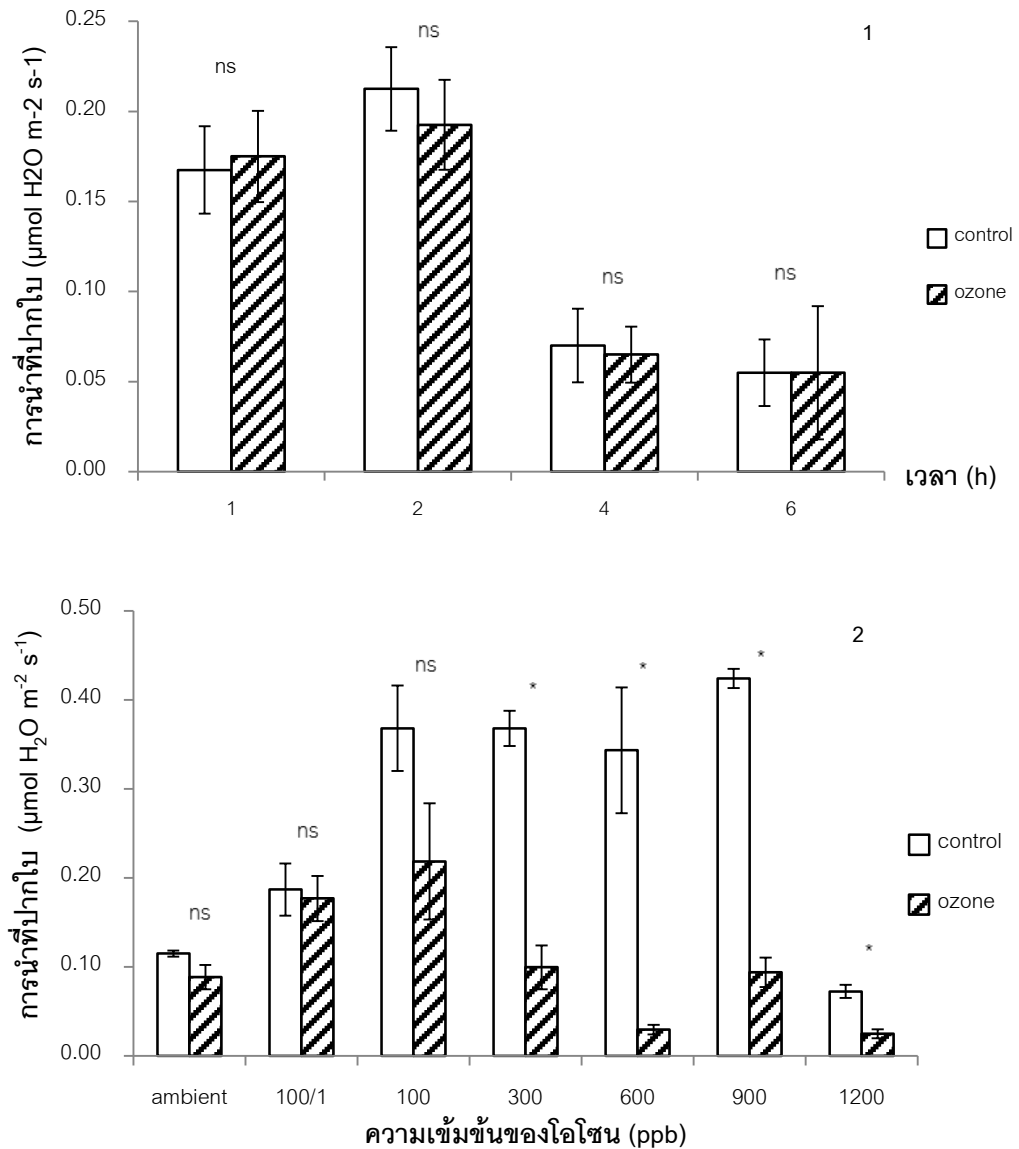 การนำที่ปากใบ (µmol H2O m-2 s-1)
0.25
0.20
0.15
0.10
0.05
0.00
ns
ns
ns
ns
1
control
ozone
1
2
4
6
เวลา (h)
การนำที่ปากใบ (µmol H₂O m⁻² s⁻¹)
0.50
0.40
0.30
0.20
0.10
0.00
ns
ns
ns
*
*
*
*
2
control
ozone
ambient
100/1
100
300
600
900
1200
ความเข้มข้นของโอโซน (ppb)